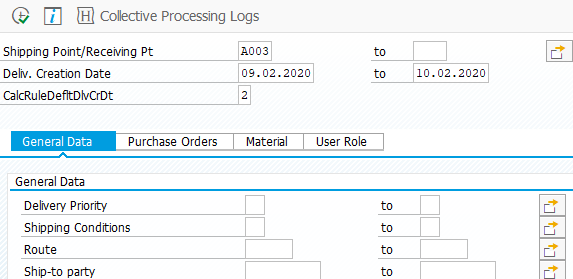 Collective Processing Logs
Shipping Point/Receiving Pt A003 to
Deliv. Creation Date 09.02.2020 to 10.02.2020
CalcRuleDefltDlvCrDt 2
General Data Purchase Orders Material User Role
General Data
Delivery Priority to
Shipping Conditions to
Route to
Ship-to party to